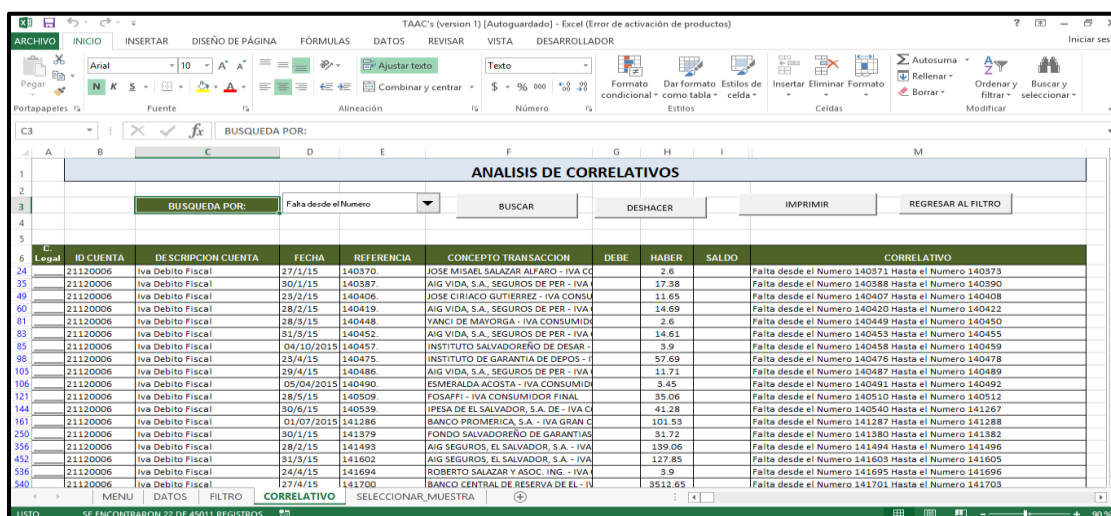 TAAC's (version 1) [Autoguardado] - Excel (Error de activación de productos)
ARCHIVO INICIO INSERTAR DISEÑO DE PÁGINA FÓRMULAS DATOS REVISAR VISTA DESARROLLADOR Iniciar ses
Pegar Arial 10 Ajustar texto Texto Formato condicional Dar formato como tabla Estilos de celda Insertar Eliminar Formato Autosuma Rellenar Borrar Ordenar y filtrar Buscar y seleccionar
N K S Combinar y centrar $ % 000
Portapapeles Fuente Alineación Número Estilos Celdas Modificar
C3 fx BUSQUEDA POR:
A B C D E F G H I M
1 ANALISIS DE CORRELATIVOS
2
3 BUSQUEDA POR: Falta desde el Numero BUSCAR DESHACER IMPRIMIR REGRESAR AL FILTRO
4
5
6 C. Legal ID CUENTA DESCRIPCION CUENTA FECHA REFERENCIA CONCEPTO TRANSACCION DEBE HABER SALDO CORRELATIVO
24 21120006 Iva Debito Fiscal 27/1/15 140370. JOSE MISAEL SALAZAR ALFARO - IVA CO 2.6 Falta desde el Numero 140371 Hasta el Numero 140373
35 21120006 Iva Debito Fiscal 30/1/15 140387. AIG VIDA, S.A., SEGUROS DE PER - IVA 17.38 Falta desde el Numero 140388 Hasta el Numero 140390
49 21120006 Iva Debito Fiscal 23/2/15 140406. JOSE CIRIACO GUTIERREZ - IVA CONSU 11.65 Falta desde el Numero 140407 Hasta el Numero 140408
60 21120006 Iva Debito Fiscal 28/2/15 140419. AIG VIDA, S.A., SEGUROS DE PER - IVA 14.69 Falta desde el Numero 140420 Hasta el Numero 140422
81 21120006 Iva Debito Fiscal 28/3/15 140448. YANCI DE MAYORGA - IVA CONSUMID 2.6 Falta desde el Numero 140449 Hasta el Numero 140450
83 21120006 Iva Debito Fiscal 31/3/15 140452. AIG VIDA, S.A., SEGUROS DE PER - IVA 14.61 Falta desde el Numero 140453 Hasta el Numero 140455
85 21120006 Iva Debito Fiscal 04/10/2015 140457. INSTITUTO SALVADOREÑO DE DESAR - 3.9 Falta desde el Numero 140458 Hasta el Numero 140459
98 21120006 Iva Debito Fiscal 23/4/15 140475. INSTITUTO DE GARANTIA DE DEPOS - 57.69 Falta desde el Numero 140476 Hasta el Numero 140478
105 21120006 Iva Debito Fiscal 29/4/15 140486. AIG VIDA, S.A., SEGUROS DE PER - IVA 11.71 Falta desde el Numero 140487 Hasta el Numero 140489
106 21120006 Iva Debito Fiscal 05/04/2015 140490. ESMERALDA ACOSTA - IVA CONSUMID 3.45 Falta desde el Numero 140491 Hasta el Numero 140492
121 21120006 Iva Debito Fiscal 28/5/15 140509. FOSAFFI - IVA CONSUMIDOR FINAL 35.06 Falta desde el Numero 140510 Hasta el Numero 140512
144 21120006 Iva Debito Fiscal 30/6/15 140539. IPESA DE EL SALVADOR, S.A. DE - IVA CO 41.28 Falta desde el Numero 140540 Hasta el Numero 141267
161 21120006 Iva Debito Fiscal 01/07/2015 141286. BANCO PROMERICA, S.A. - IVA GRAN C 101.53 Falta desde el Numero 141287 Hasta el Numero 141288
250 21120006 Iva Debito Fiscal 30/1/15 141379 FONDO SALVADOREÑO DE GARANTIAS 31.72 Falta desde el Numero 141380 Hasta el Numero 141382
356 21120006 Iva Debito Fiscal 28/2/15 141493 AIG SEGUROS, EL SALVADOR, S.A. - IVA 139.06 Falta desde el Numero 141494 Hasta el Numero 141496
452 21120006 Iva Debito Fiscal 31/3/15 141602 AIG SEGUROS, EL SALVADOR, S.A. - IVA 127.85 Falta desde el Numero 141603 Hasta el Numero 141605
536 21120006 Iva Debito Fiscal 24/4/15 141694 ROBERTO SALAZAR Y ASOC. ING. - IVA 3.9 Falta desde el Numero 141695 Hasta el Numero 141696
540 21120006 Iva Debito Fiscal 27/4/15 141700 BANCO CENTRAL DE RESERVA DE EL - IV 3512.65 Falta desde el Numero 141701 Hasta el Numero 141703
MENU DATOS FILTRO CORRELATIVO SELECCIONAR_MUESTRA
LISTO SE ENCONTRARON 22 DE 45011 REGISTROS. 90 %